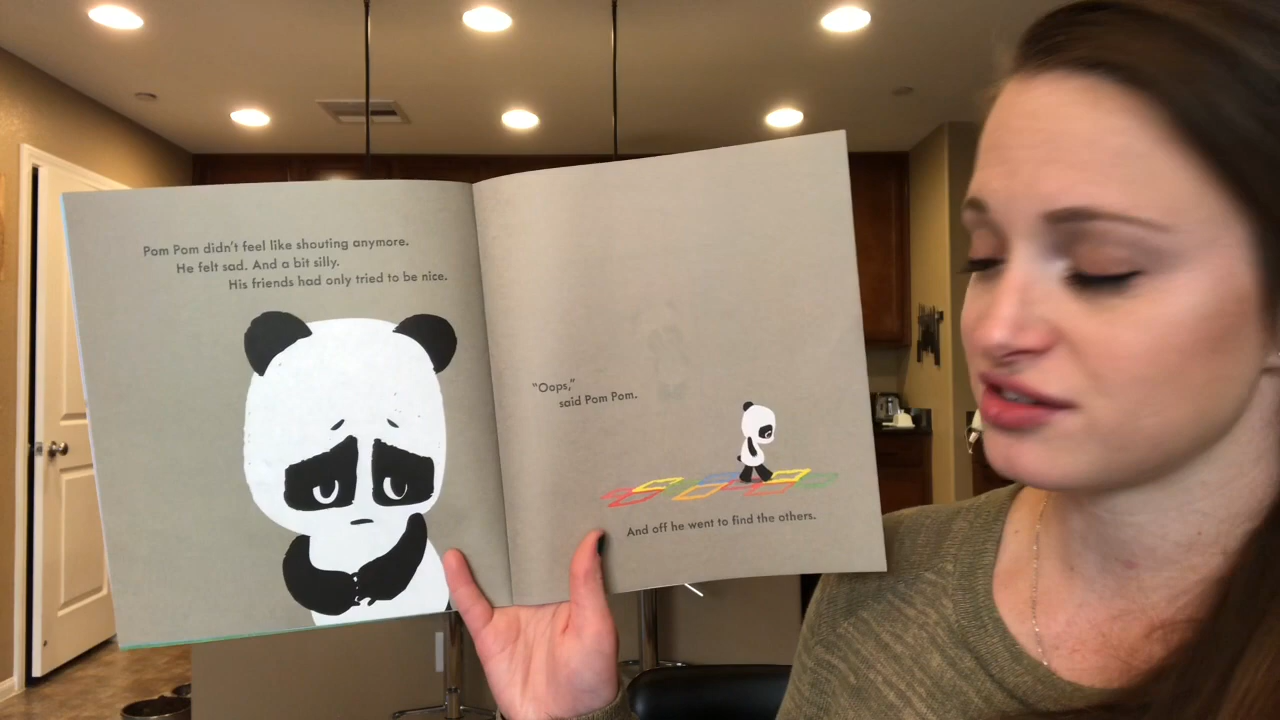 Pom Pom didn't feel like shouting anymore.
He felt sad. And a bit silly.
His friends had only tried to be nice.
"Oops,"
said Pom Pom.
And off he went to find the others.